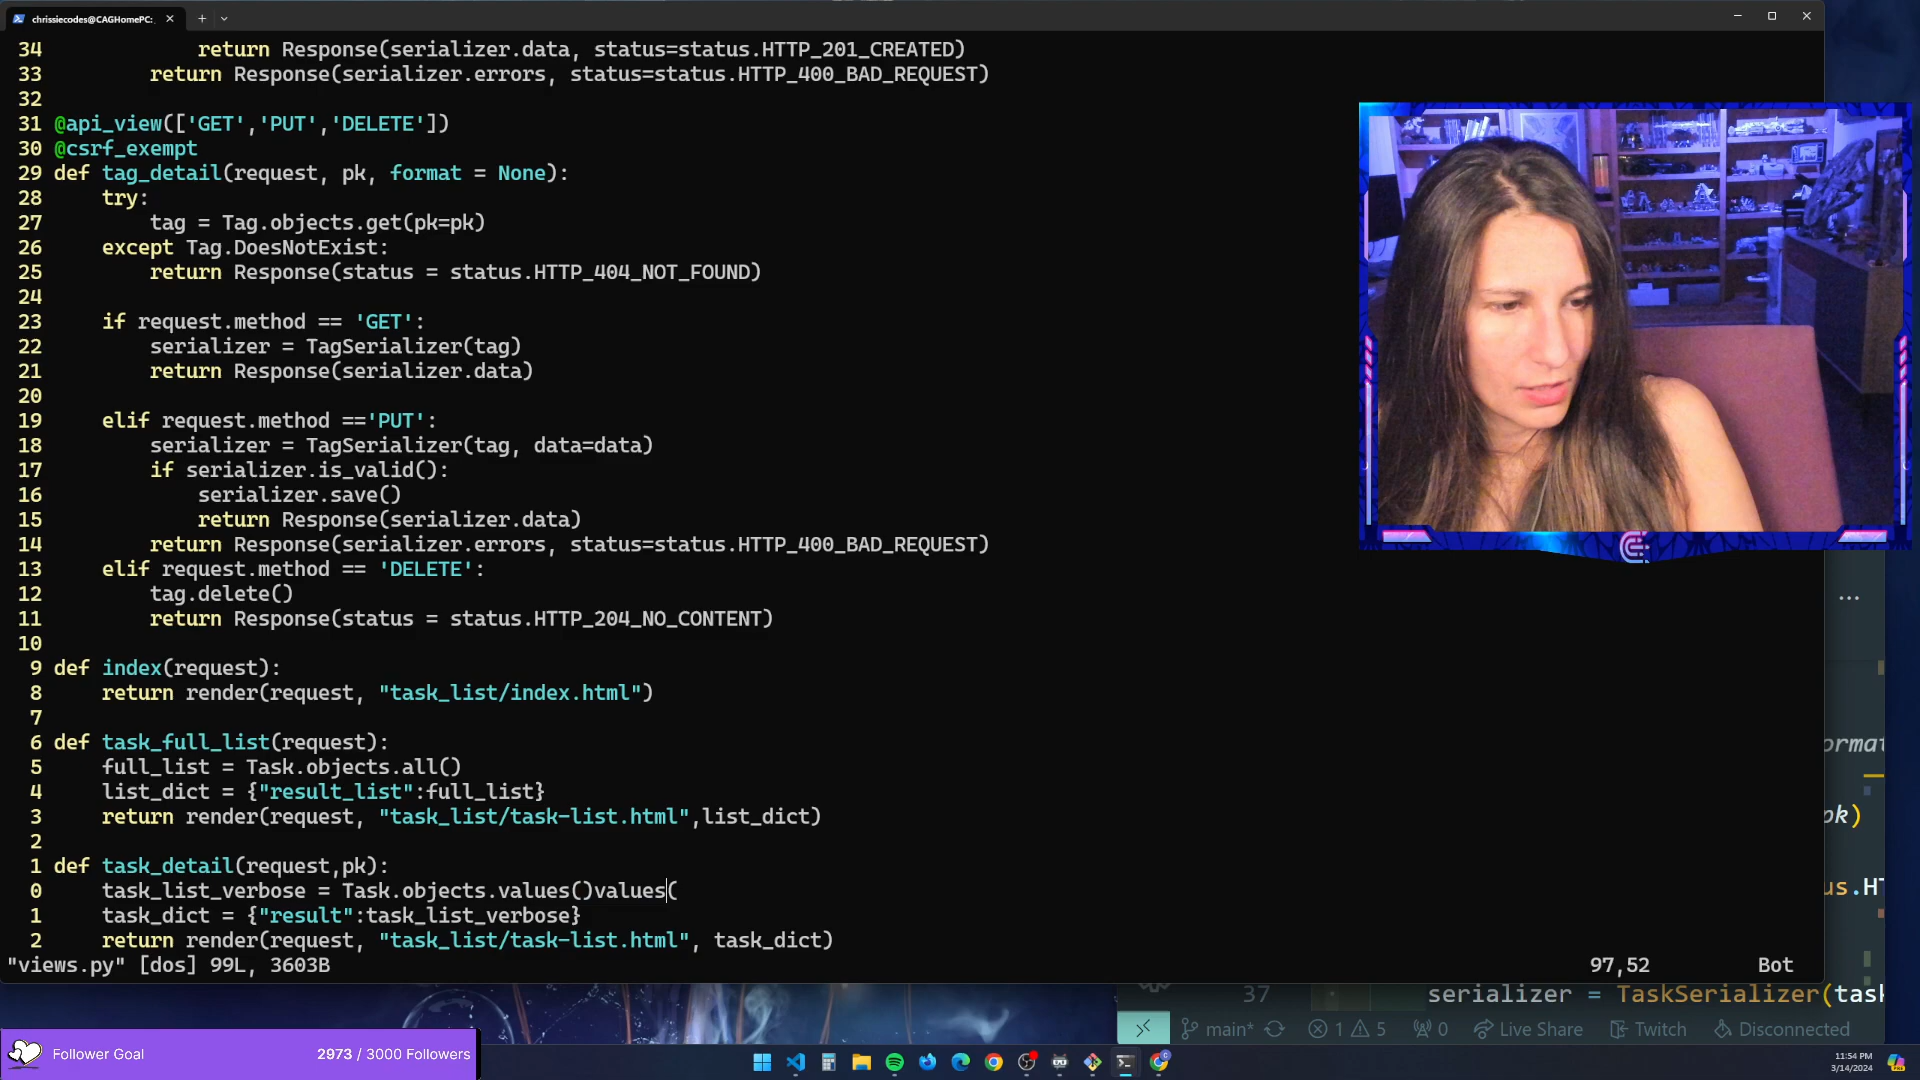 chrissiecodes@CAGHomePC:
34 return Response(serializer.data, status=status.HTTP_201_CREATED)
33 return Response(serializer.errors, status=status.HTTP_400_BAD_REQUEST)
32
31 @api_view(['GET','PUT','DELETE'])
30 @csrf_exempt
29 def tag_detail(request, pk, format = None):
28 try:
27 tag = Tag.objects.get(pk=pk)
26 except Tag.DoesNotExist:
25 return Response(status = status.HTTP_404_NOT_FOUND)
24
23 if request.method == 'GET':
22 serializer = TagSerializer(tag)
21 return Response(serializer.data)
20
19 elif request.method =='PUT':
18 serializer = TagSerializer(tag, data=data)
17 if serializer.is_valid():
16 serializer.save()
15 return Response(serializer.data)
14 return Response(serializer.errors, status=status.HTTP_400_BAD_REQUEST)
13 elif request.method == 'DELETE':
12 tag.delete()
11 return Response(status = status.HTTP_204_NO_CONTENT)
10
9 def index(request):
8 return render(request, "task_list/index.html")
7
6 def task_full_list(request):
5 full_list = Task.objects.all()
4 list_dict = {"result_list":full_list}
3 return render(request, "task_list/task-list.html",list_dict)
2
1 def task_detail(request,pk):
0 task_list_verbose = Task.objects.values()values(
1 task_dict = {"result":task_list_verbose}
2 return render(request, "task_list/task-list.html", task_dict)
"views.py" [dos] 99L, 3603B 97,52 Bot
ormat
pk)
us.HT
37 serializer = TaskSerializer(task
main* 1 5 0 Live Share Twitch Disconnected
Follower Goal 2973 / 3000 Followers
11:54 PM
3/14/2024